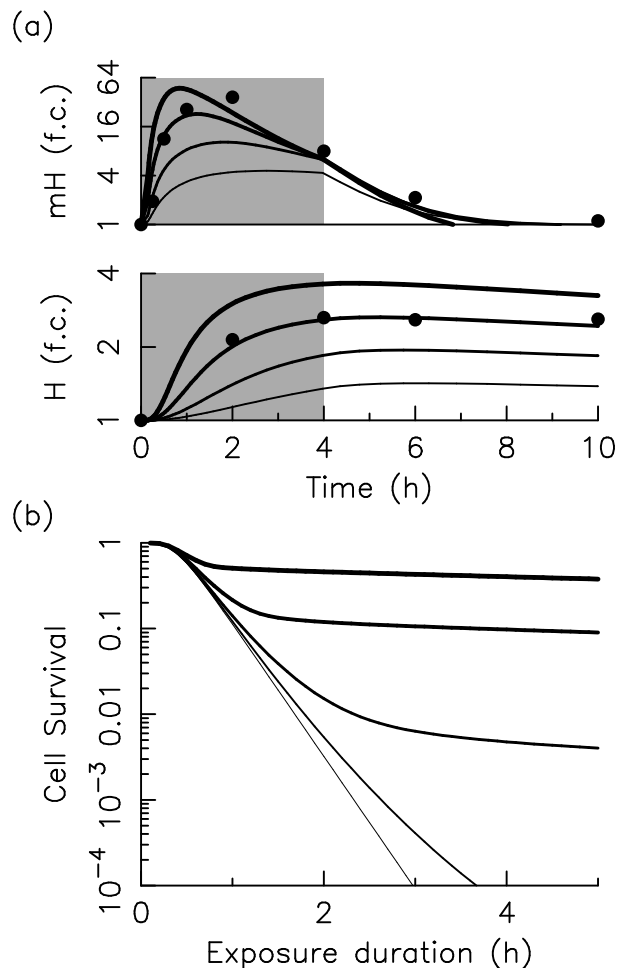 (a)
mH (f.c.)
64
16
4
1
H (f.c.)
4
2
1
0 2 4 6 8 10
Time (h)
(b)
Cell Survival
1
0.1
0.01
10⁻³
10⁻⁴
0 2 4
Exposure duration (h)